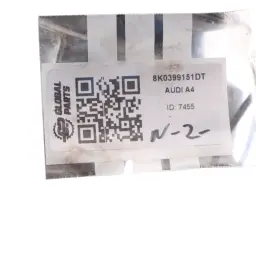 GLOBAL
PARTS
8K0399151DT
AUDI A4
ID: 7455
N-2-